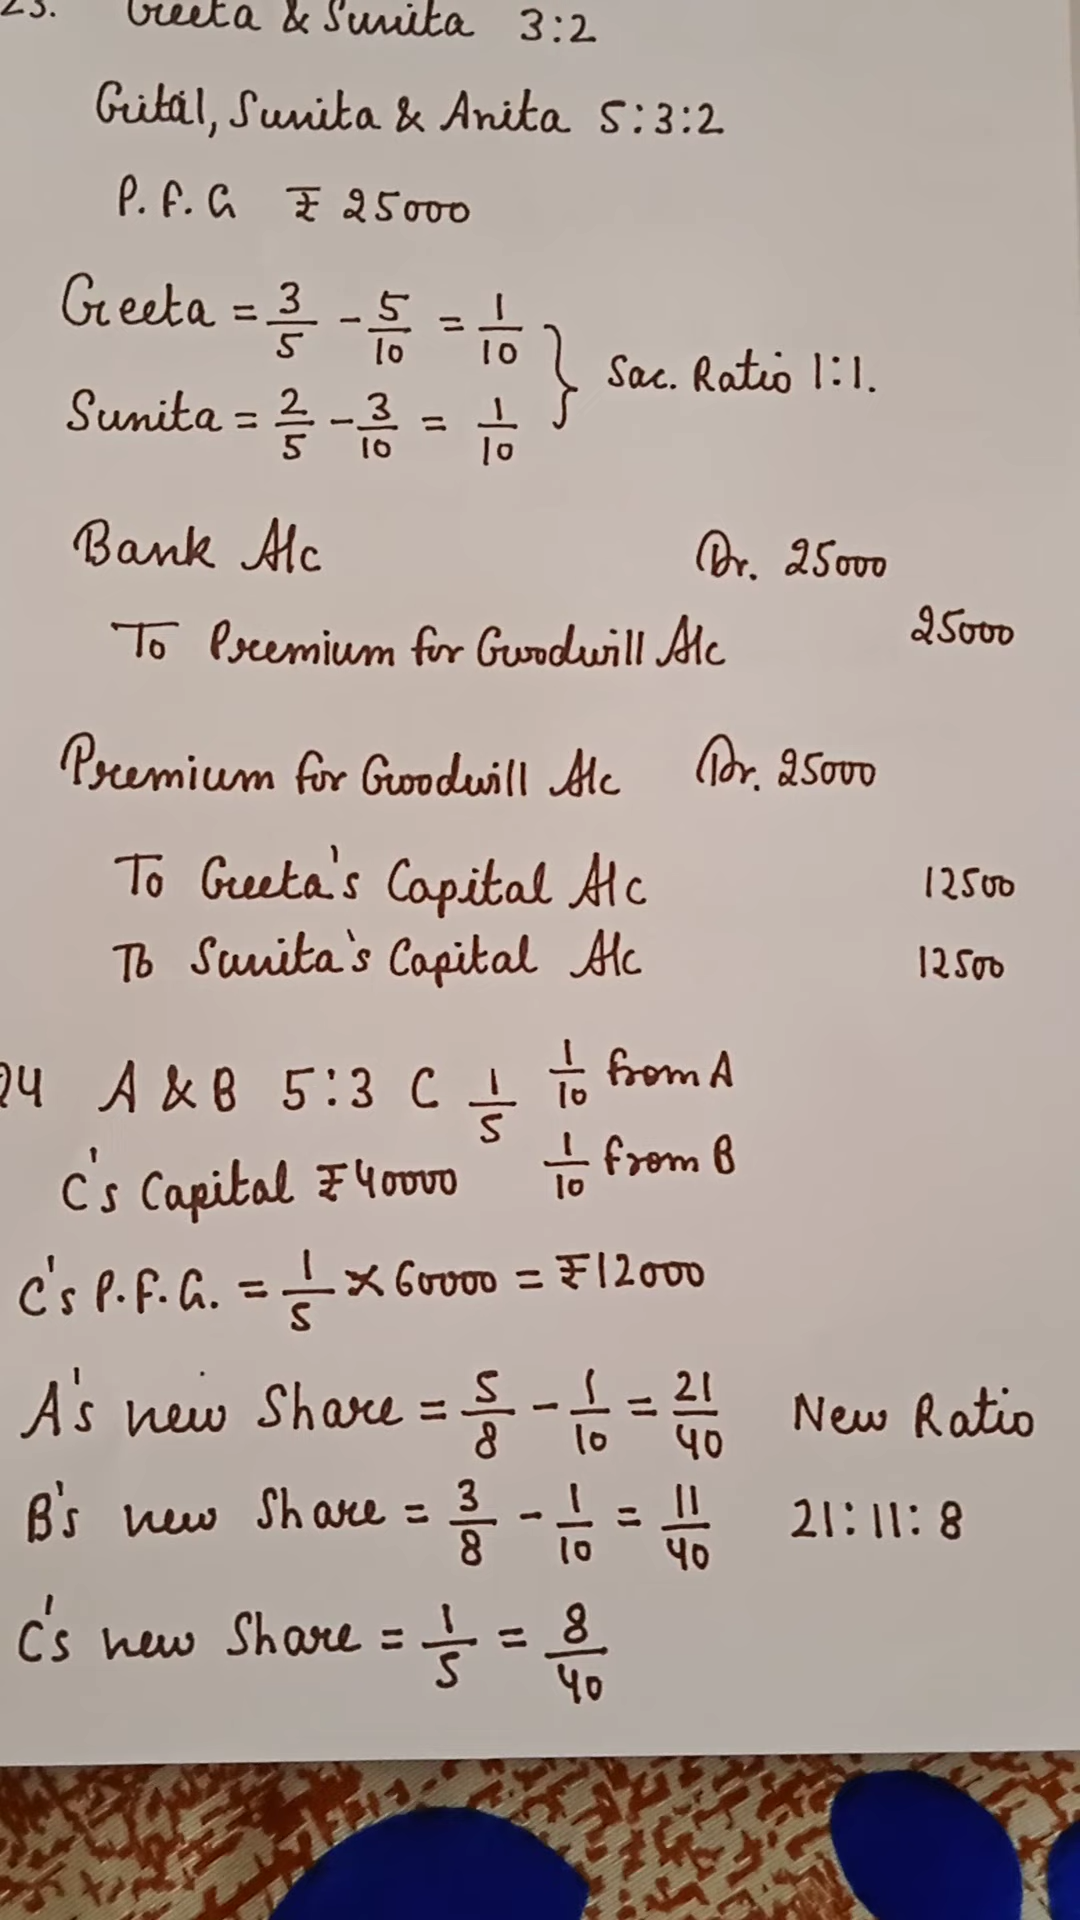 23. Geeta & Sunita 3:2
Gital, Sunita & Anita 5:3:2
P.F.G ₹ 25000
Geeta = 3/5 - 5/10 = 1/10
Sunita = 2/5 - 3/10 = 1/10 } Sac. Ratio 1:1.
Bank A/c Dr. 25000
To Premium for Goodwill A/c 25000
Premium for Goodwill A/c Dr. 25000
To Geeta's Capital A/c 12500
To Sunita's Capital A/c 12500
24 A & B 5:3 C 1/5 1/10 from A
C's Capital ₹40000 1/10 from B
C's P.F.G. = 1/5 × 60000 = ₹12000
A's new Share = 5/8 - 1/10 = 21/40 New Ratio
B's new Share = 3/8 - 1/10 = 11/40 21:11:8
C's new Share = 1/5 = 8/40